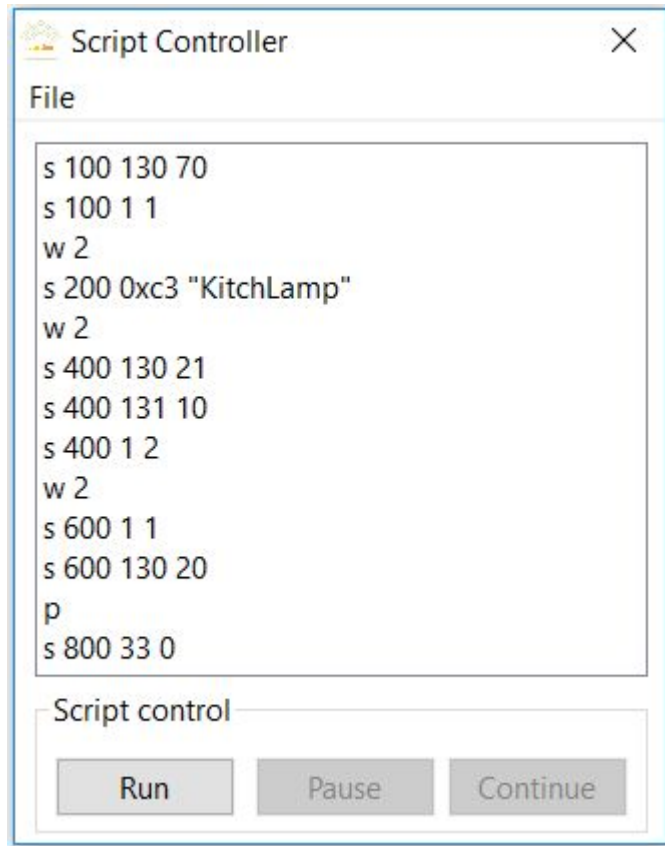 Script Controller
File
s 100 130 70
s 100 1 1
w 2
s 200 0xc3 "KitchLamp"
w 2
s 400 130 21
s 400 131 10
s 400 1 2
w 2
s 600 1 1
s 600 130 20
p
s 800 33 0
Script control
Run Pause Continue